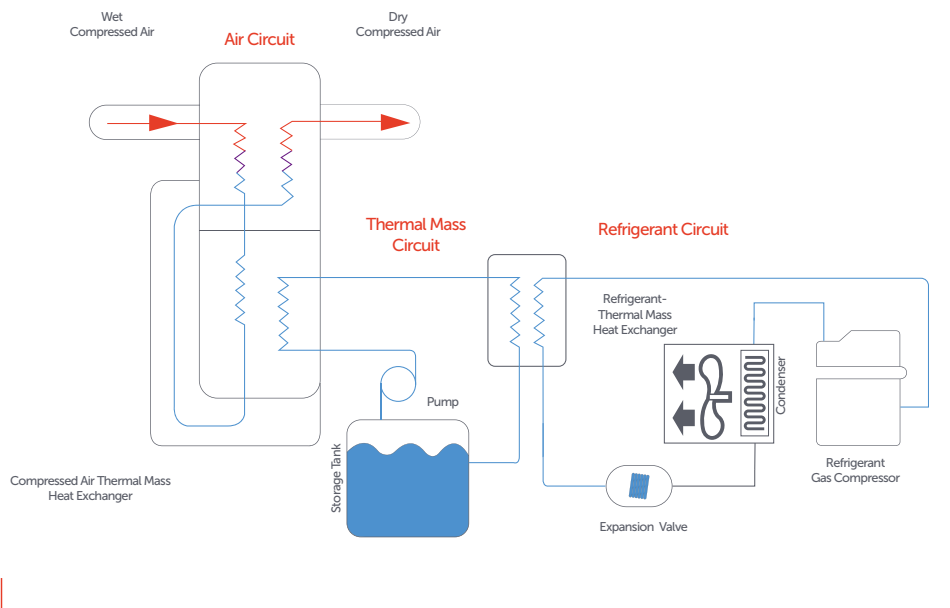 Wet
Compressed Air
Dry
Compressed Air
Air Circuit
Thermal Mass
Circuit
Refrigerant Circuit
Refrigerant-
Thermal Mass
Heat Exchanger
Condenser
Pump
Storage Tank
Refrigerant
Gas Compressor
Compressed Air Thermal Mass
Heat Exchanger
Expansion Valve